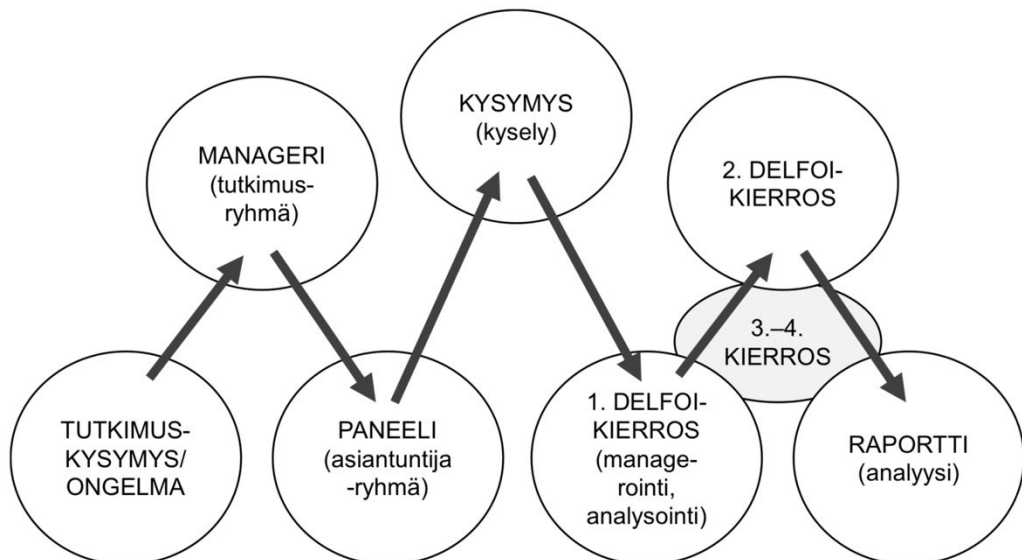 TUTKIMUS-
KYSYMYS/
ONGELMA
MANAGERI
(tutkimus-
ryhmä)
PANEELI
(asiantuntija
-ryhmä)
KYSYMYS
(kysely)
1. DELFOI-
KIERROS
(manage-
rointi,
analysointi)
2. DELFOI-
KIERROS
3.–4.
KIERROS
RAPORTTI
(analyysi)